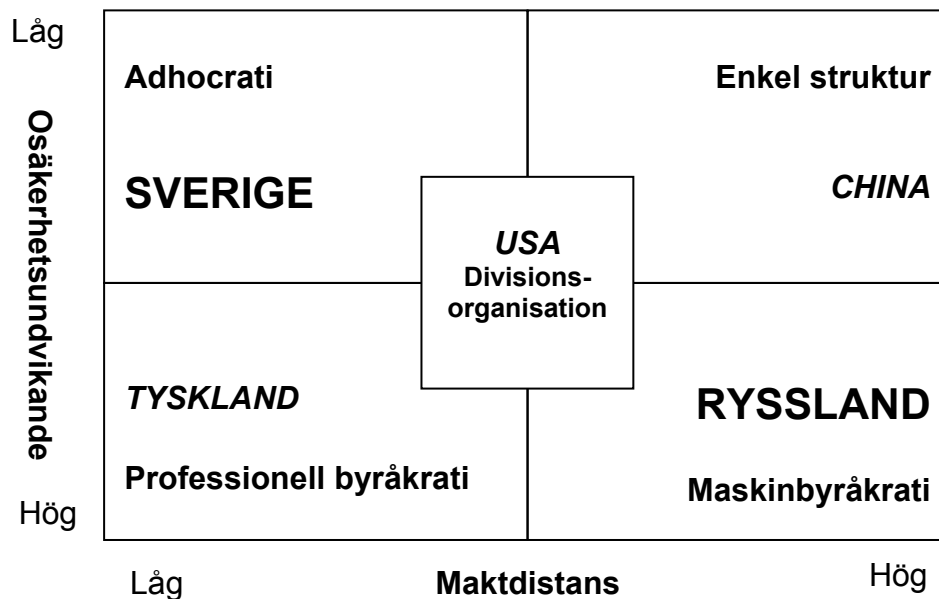 Låg
Adhocrati
Enkel struktur
Osäkerhetsundvikande
SVERIGE
CHINA
USA
Divisions-
organisation
TYSKLAND
RYSSLAND
Professionell byråkrati
Maskinbyråkrati
Hög
Låg
Maktdistans
Hög